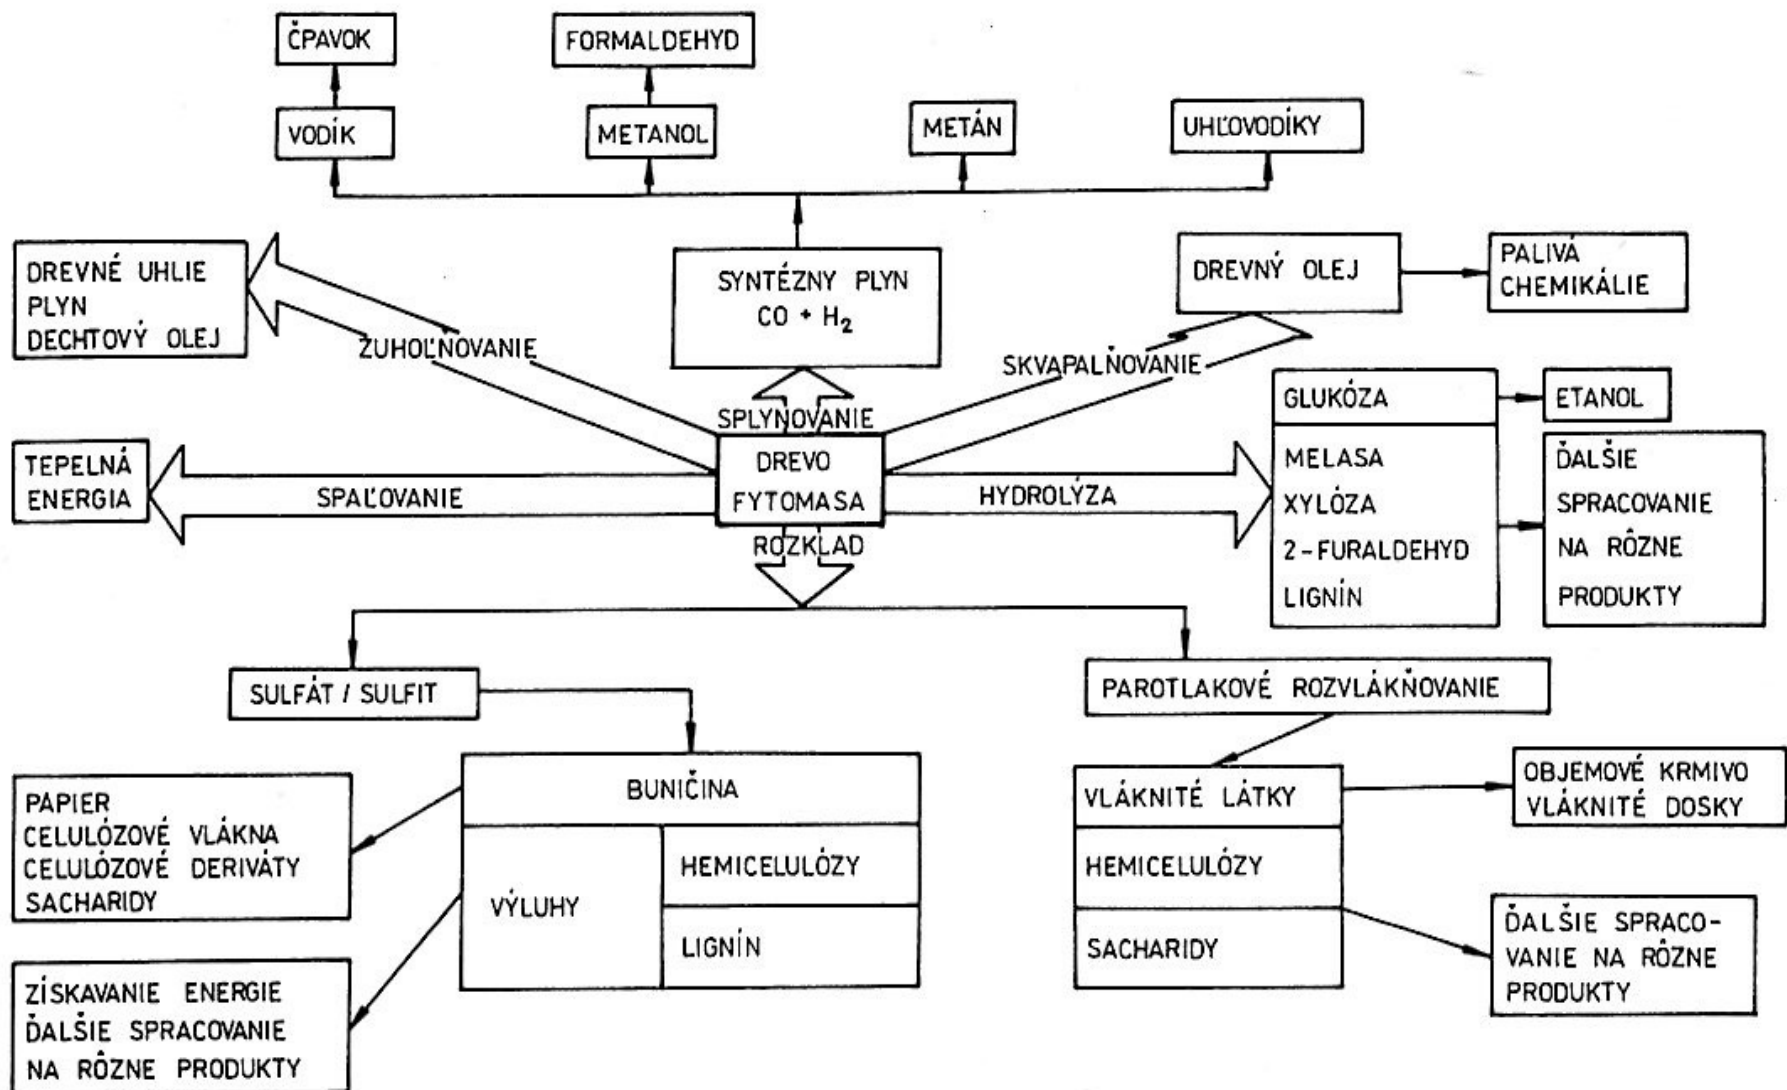 ČPAVOK
FORMALDEHYD
VODÍK
METANOL
METÁN
UHĽOVODÍKY
DREVNÉ UHLIE
PLYN
DECHTOVÝ OLEJ
SYNTÉZNY PLYN
CO + H₂
DREVNÝ OLEJ
PALIVÁ
CHEMIKÁLIE
ZUHOĽŇOVANIE
SKVAPALŇOVANIE
SPLYNOVANIE
GLUKÓZA
ETANOL
TEPELNÁ
ENERGIA
SPAĽOVANIE
DREVO
FYTOMASA
HYDROLÝZA
MELASA
XYLÓZA
2-FURALDEHYD
LIGNÍN
ĎALŠIE
SPRACOVANIE
NA RÔZNE
PRODUKTY
ROZKLAD
SULFÁT / SULFIT
PAROTLAKOVÉ ROZVLÁKŇOVANIE
PAPIER
CELULÓZOVÉ VLÁKNA
CELULÓZOVÉ DERIVÁTY
SACHARIDY
BUNIČINA
VÝLUHY
HEMICELULÓZY
LIGNÍN
VLÁKNITÉ LÁTKY
HEMICELULÓZY
SACHARIDY
OBJEMOVÉ KRMIVO
VLÁKNITÉ DOSKY
ZÍSKAVANIE ENERGIE
ĎALŠIE SPRACOVANIE
NA RÔZNE PRODUKTY
ĎALŠIE SPRACO-
VANIE NA RÔZNE
PRODUKTY